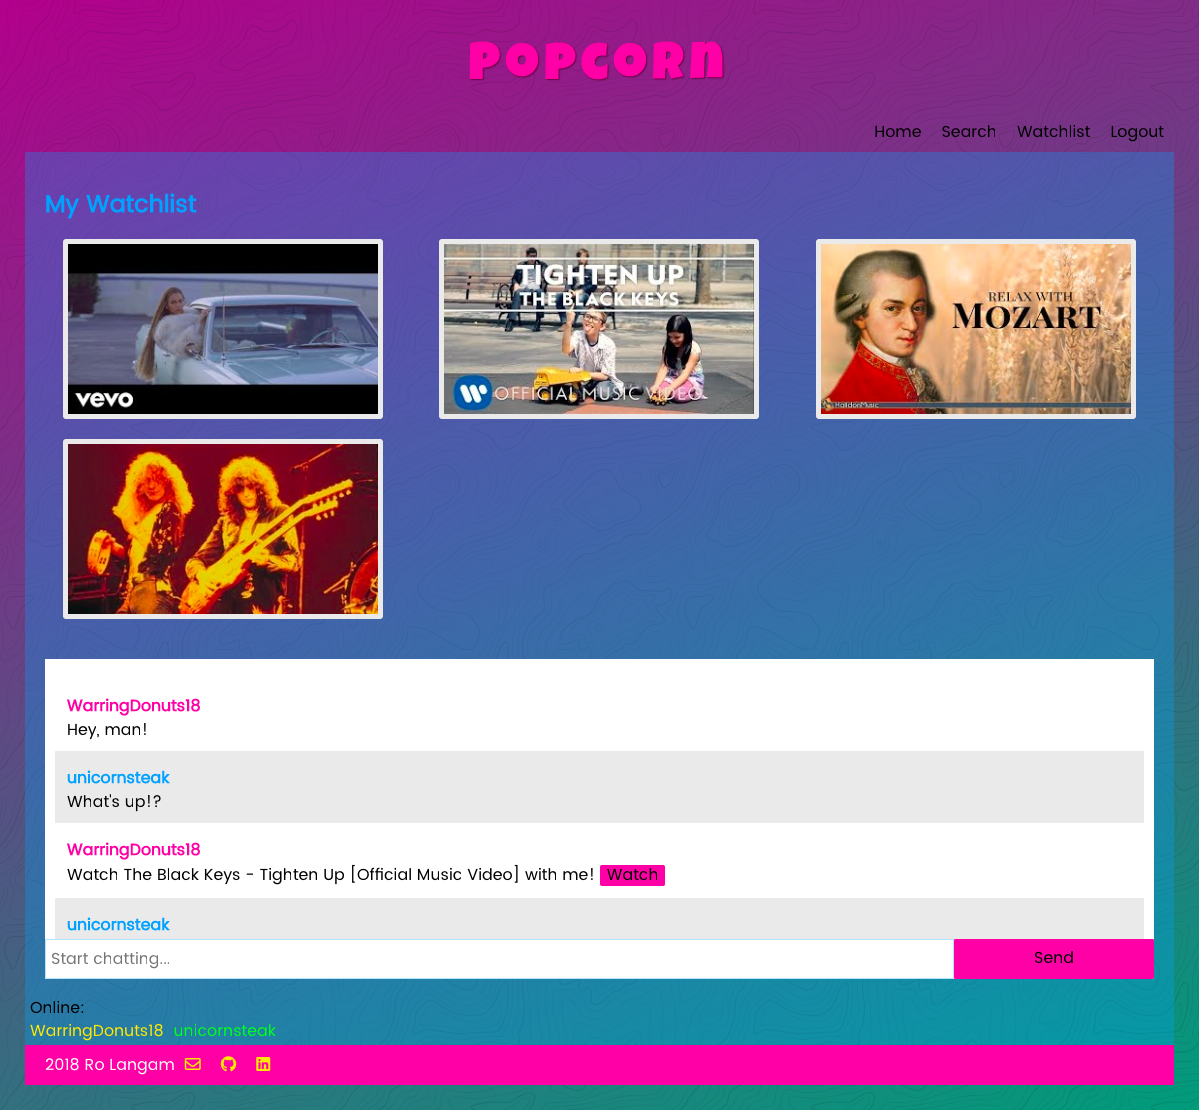 POPCORN
Home Search Watchlist Logout
My Watchlist
vevo
TIGHTEN UP
THE BLACK KEYS
OFFICIAL MUSIC VIDEO
RELAX WITH
MOZART
HalidonMusic
WarringDonuts18
Hey, man!
unicornsteak
What's up!?
WarringDonuts18
Watch The Black Keys - Tighten Up [Official Music Video] with me! Watch
unicornsteak
Start chatting... Send
Online:
WarringDonuts18 unicornsteak
2018 Ro Langam